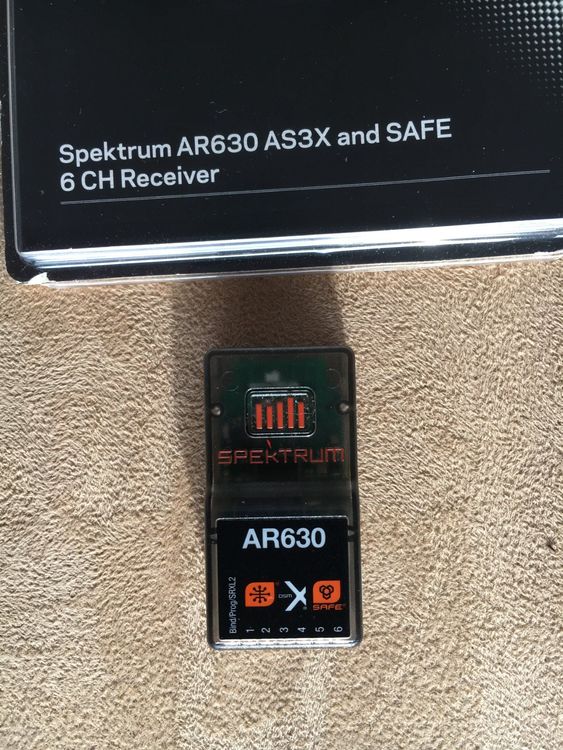 Spektrum AR630 AS3X and SAFE
6 CH Receiver
SPEKTRUM
AR630
DSM X
SAFE
Bind/Prog/SRXL2
1
2
3
4
5
6